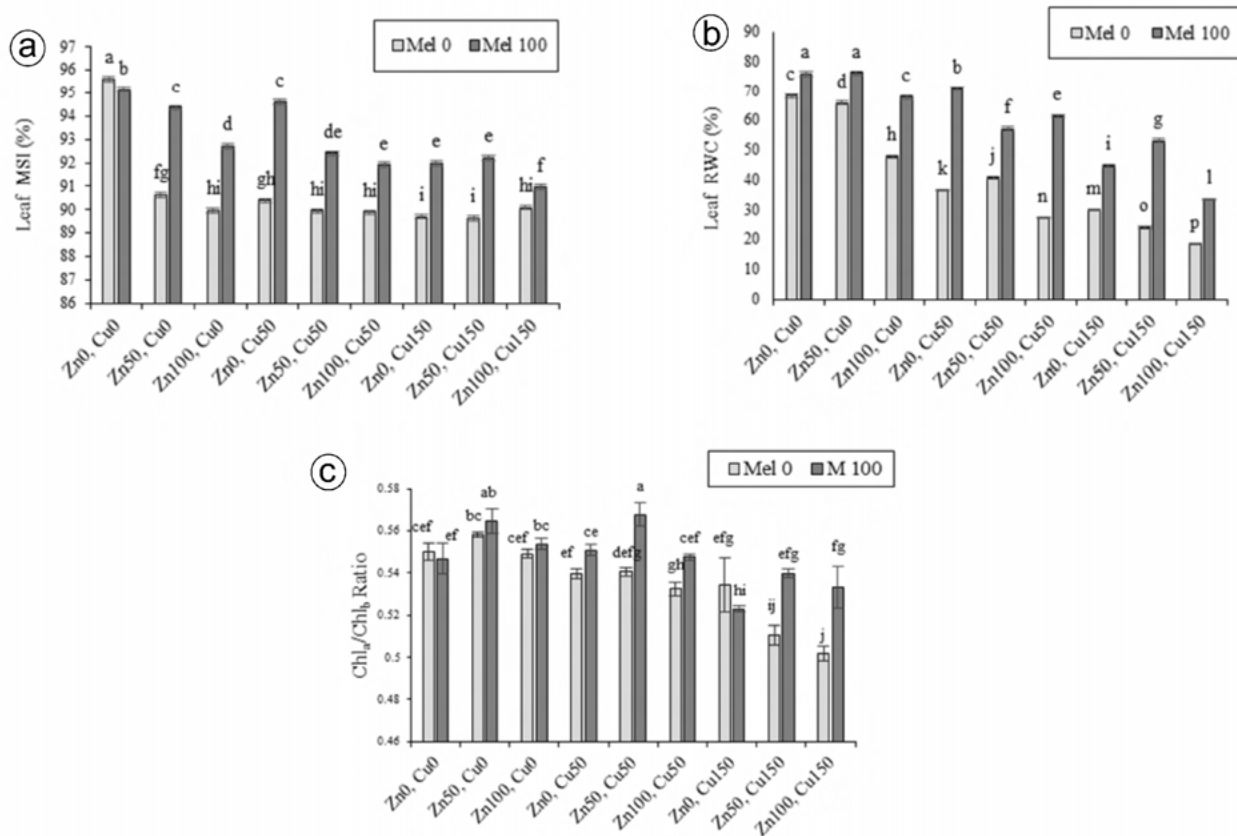 a
Mel 0 Mel 100
Leaf MSI (%)
97
96
95
94
93
92
91
90
89
88
87
86
a b c d c de e e e f
fg hi gh hi hi i i hi
Zn0, Cu0
Zn50, Cu0
Zn100, Cu0
Zn0, Cu50
Zn50, Cu50
Zn100, Cu50
Zn0, Cu150
Zn50, Cu150
Zn100, Cu150
b
Mel 0 Mel 100
Leaf RWC (%)
90
80
70
60
50
40
30
20
10
0
c a d a h c k b j f n e m i o g p l
Zn0, Cu0
Zn50, Cu0
Zn100, Cu0
Zn0, Cu50
Zn50, Cu50
Zn100, Cu50
Zn0, Cu150
Zn50, Cu150
Zn100, Cu150
c
Mel 0 M 100
Chla/Chlb Ratio
0.58
0.56
0.54
0.52
0.5
0.48
0.46
cef ef bc ab cef bc ef ce defg a gh cef efg hi ij efg j fg
Zn0, Cu0
Zn50, Cu0
Zn100, Cu0
Zn0, Cu50
Zn50, Cu50
Zn100, Cu50
Zn0, Cu150
Zn50, Cu150
Zn100, Cu150